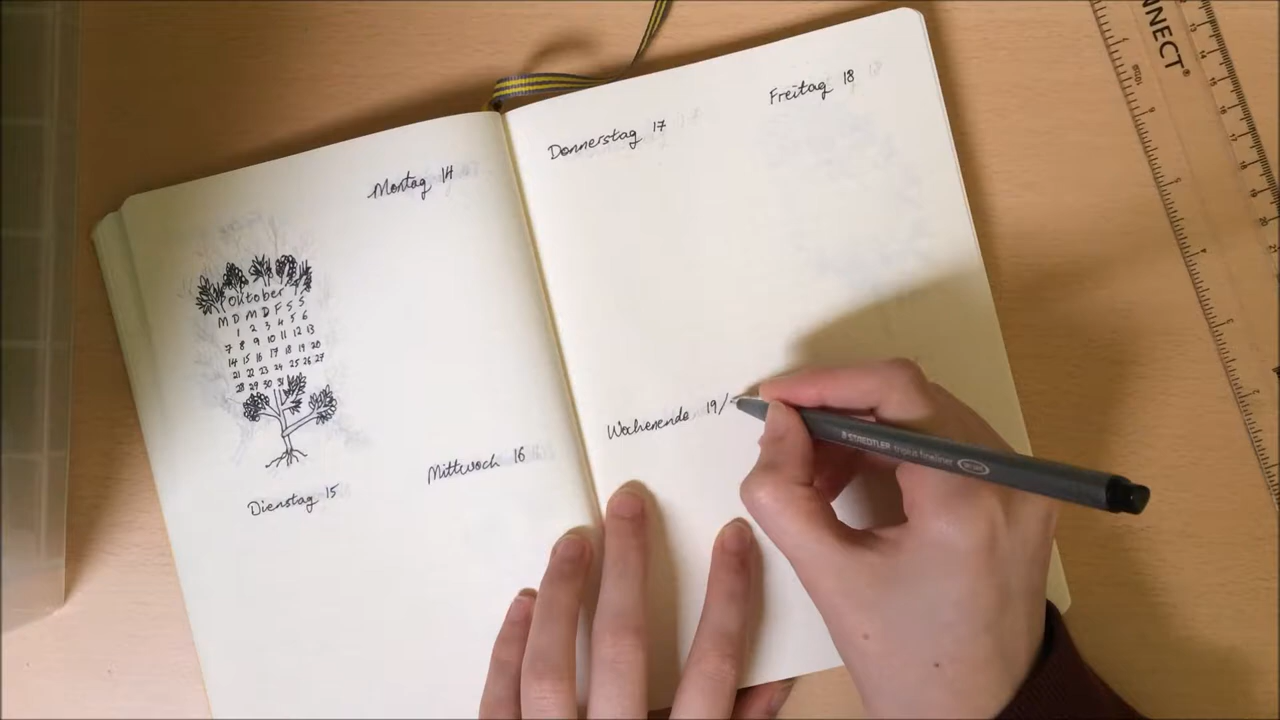 Montag 14
Oktober
M D M D F S S
1 2 3 4 5 6
7 8 9 10 11 12 13
14 15 16 17 18 19 20
21 22 23 24 25 26 27
28 29 30 31
Dienstag 15
Mittwoch 16
Donnerstag 17
Freitag 18
Wochenende 19/
STAEDTLER triplus fineliner
NNECT